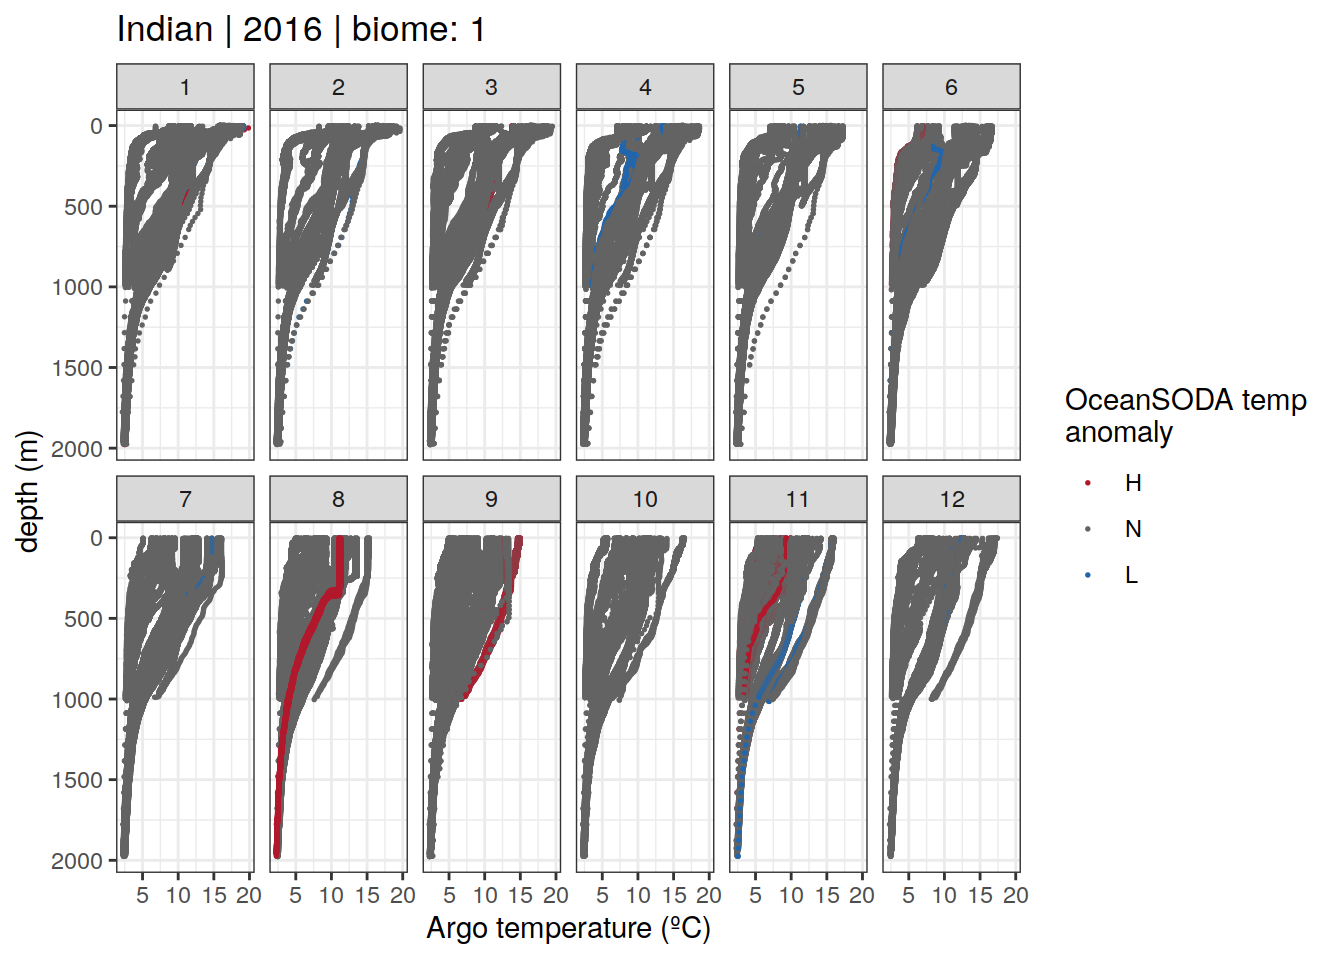 Indian | 2016 | biome: 1
1 2 3 4 5 6
0
500
1000
1500
2000
7 8 9 10 11 12
0
500
1000
1500
2000
5 10 15 20 5 10 15 20 5 10 15 20 5 10 15 20 5 10 15 20 5 10 15 20
Argo temperature (ºC)
depth (m)
OceanSODA temp
anomaly
H
N
L